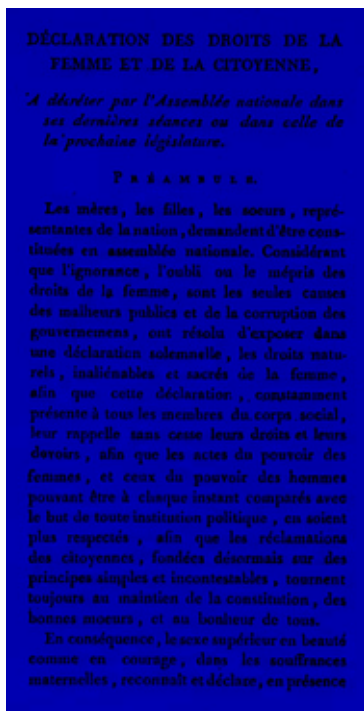 DÉCLARATION DES DROITS DE LA
FEMME ET DE LA CITOYENNE,
A décréter par l'Assemblée nationale dans
ses dernières séances ou dans celle de
la prochaine législature.
PRÉAMBULE.
Les mères, les filles, les soeurs, repré-
sentantes de la nation, demandent d'être cons-
tituées en assemblée nationale. Considérant
que l'ignorance, l'oubli ou le mépris des
droits de la femme, sont les seules causes
des malheurs publics et de la corruption des
gouvernemens, ont résolu d'exposer dans
une déclaration solemnelle, les droits natu-
rels, inaliénables et sacrés de la femme,
afin que cette déclaration, constamment
présente à tous les membres du corps social,
leur rappelle sans cesse leurs droits et leurs
devoirs, afin que les actes du pouvoir des
femmes, et ceux du pouvoir des hommes
pouvant être à chaque instant comparés avec
le but de toute institution politique, en soient
plus respectés, afin que les réclamations
des citoyennes, fondées désormais sur des
principes simples et incontestables, tournent
toujours au maintien de la constitution, des
bonnes moeurs, et au bonheur de tous.
En conséquence, le sexe supérieur en beauté
comme en courage, dans les souffrances
maternelles, reconnaît et déclare, en présence